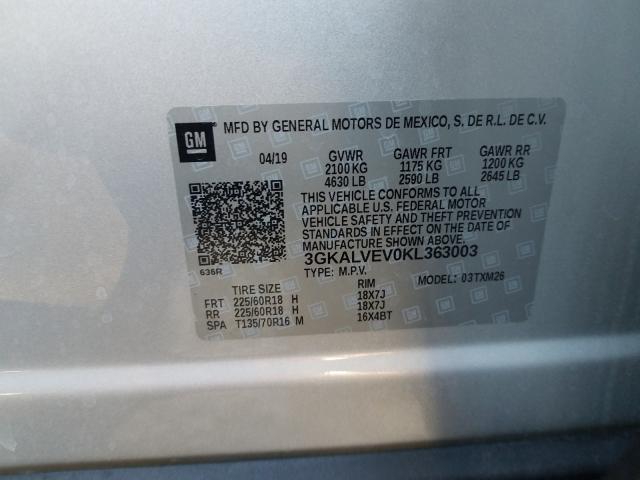 GM
MFD BY GENERAL MOTORS DE MEXICO, S. DE R.L. DE C.V.
04/19 GVWR GAWR FRT GAWR RR
2100 KG 1175 KG 1200 KG
4630 LB 2590 LB 2645 LB
THIS VEHICLE CONFORMS TO ALL
APPLICABLE U.S. FEDERAL MOTOR
VEHICLE SAFETY AND THEFT PREVENTION
STANDARDS IN EFFECT ON THE DATE OF
MANUFACTURE SHOWN ABOVE.
3GKALVEV0KL363003
636R TYPE: M.P.V. MODEL: 03TXM26
TIRE SIZE RIM
FRT 225/60R18 H 18X7J
RR 225/60R18 H 18X7J
SPA T135/70R16 M 16X4BT